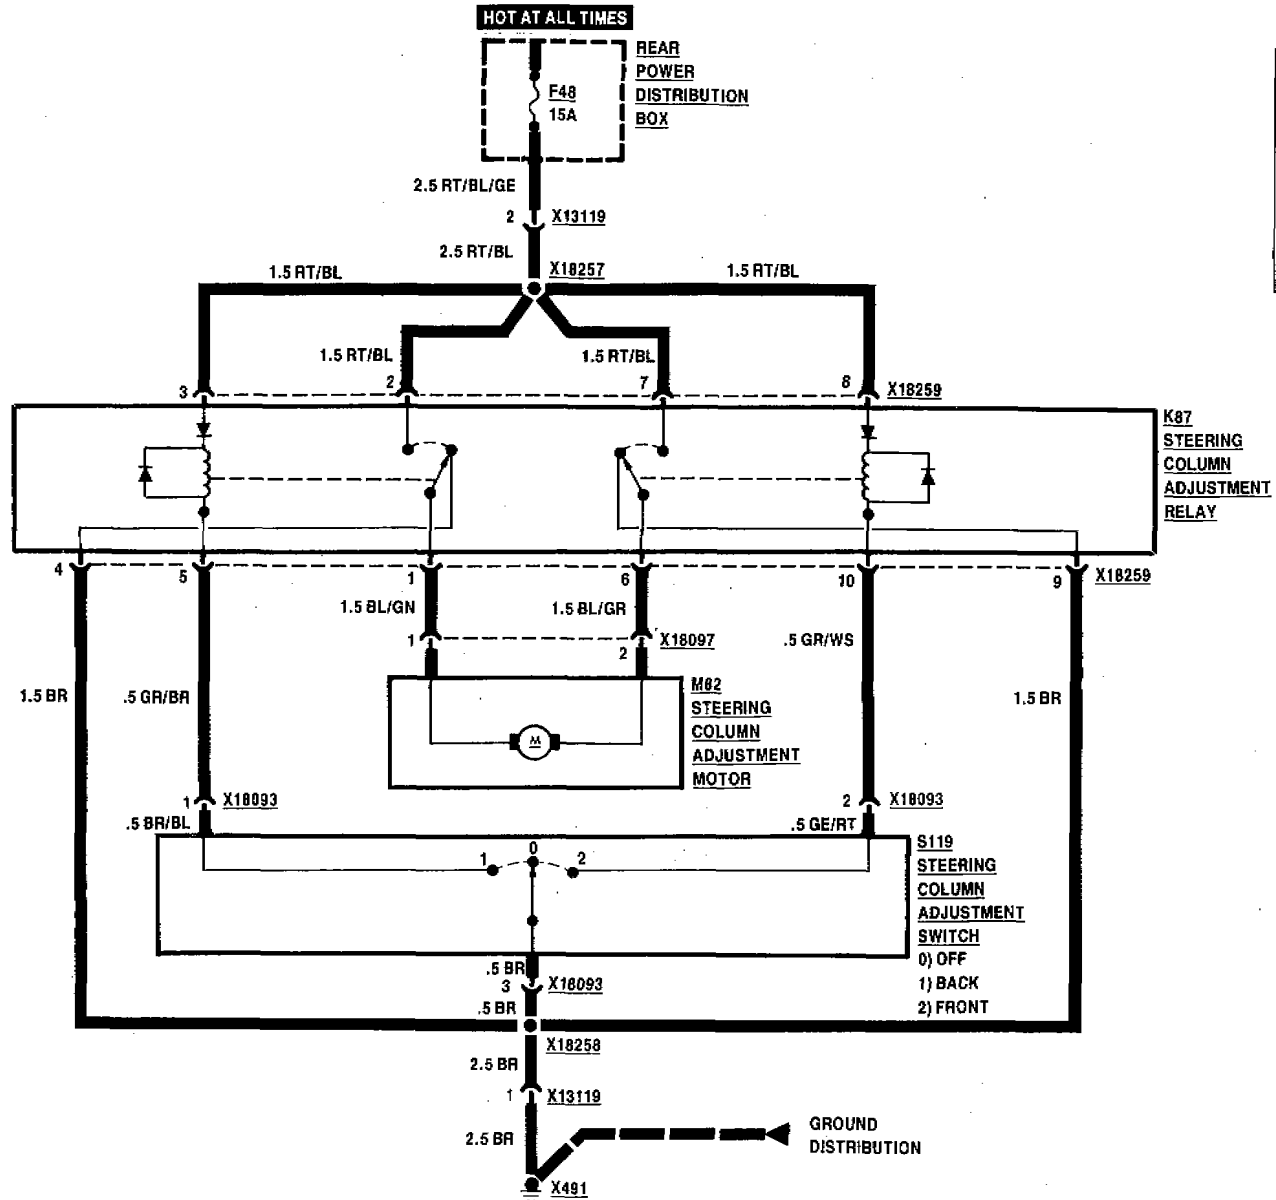 HOT AT ALL TIMES
REAR
POWER
DISTRIBUTION
BOX
F48
15A
2.5 RT/BL/GE
2
X13119
2.5 RT/BL
X18257
1.5 RT/BL
1.5 RT/BL
1.5 RT/BL
1.5 RT/BL
3
2
7
8
X18259
K87
STEERING
COLUMN
ADJUSTMENT
RELAY
4
5
1
6
10
9
X18259
1.5 BL/GN
1.5 BL/GR
.5 GR/WS
1
2
X18097
1.5 BR
.5 GR/BR
1.5 BR
M82
STEERING
COLUMN
ADJUSTMENT
MOTOR
M
1
X18093
2
X18093
.5 BR/BL
.5 GE/RT
1
0
2
S119
STEERING
COLUMN
ADJUSTMENT
SWITCH
0) OFF
1) BACK
2) FRONT
.5 BR
3
X18093
.5 BR
X18258
2.5 BR
1
X13119
2.5 BR
GROUND
DISTRIBUTION
X491